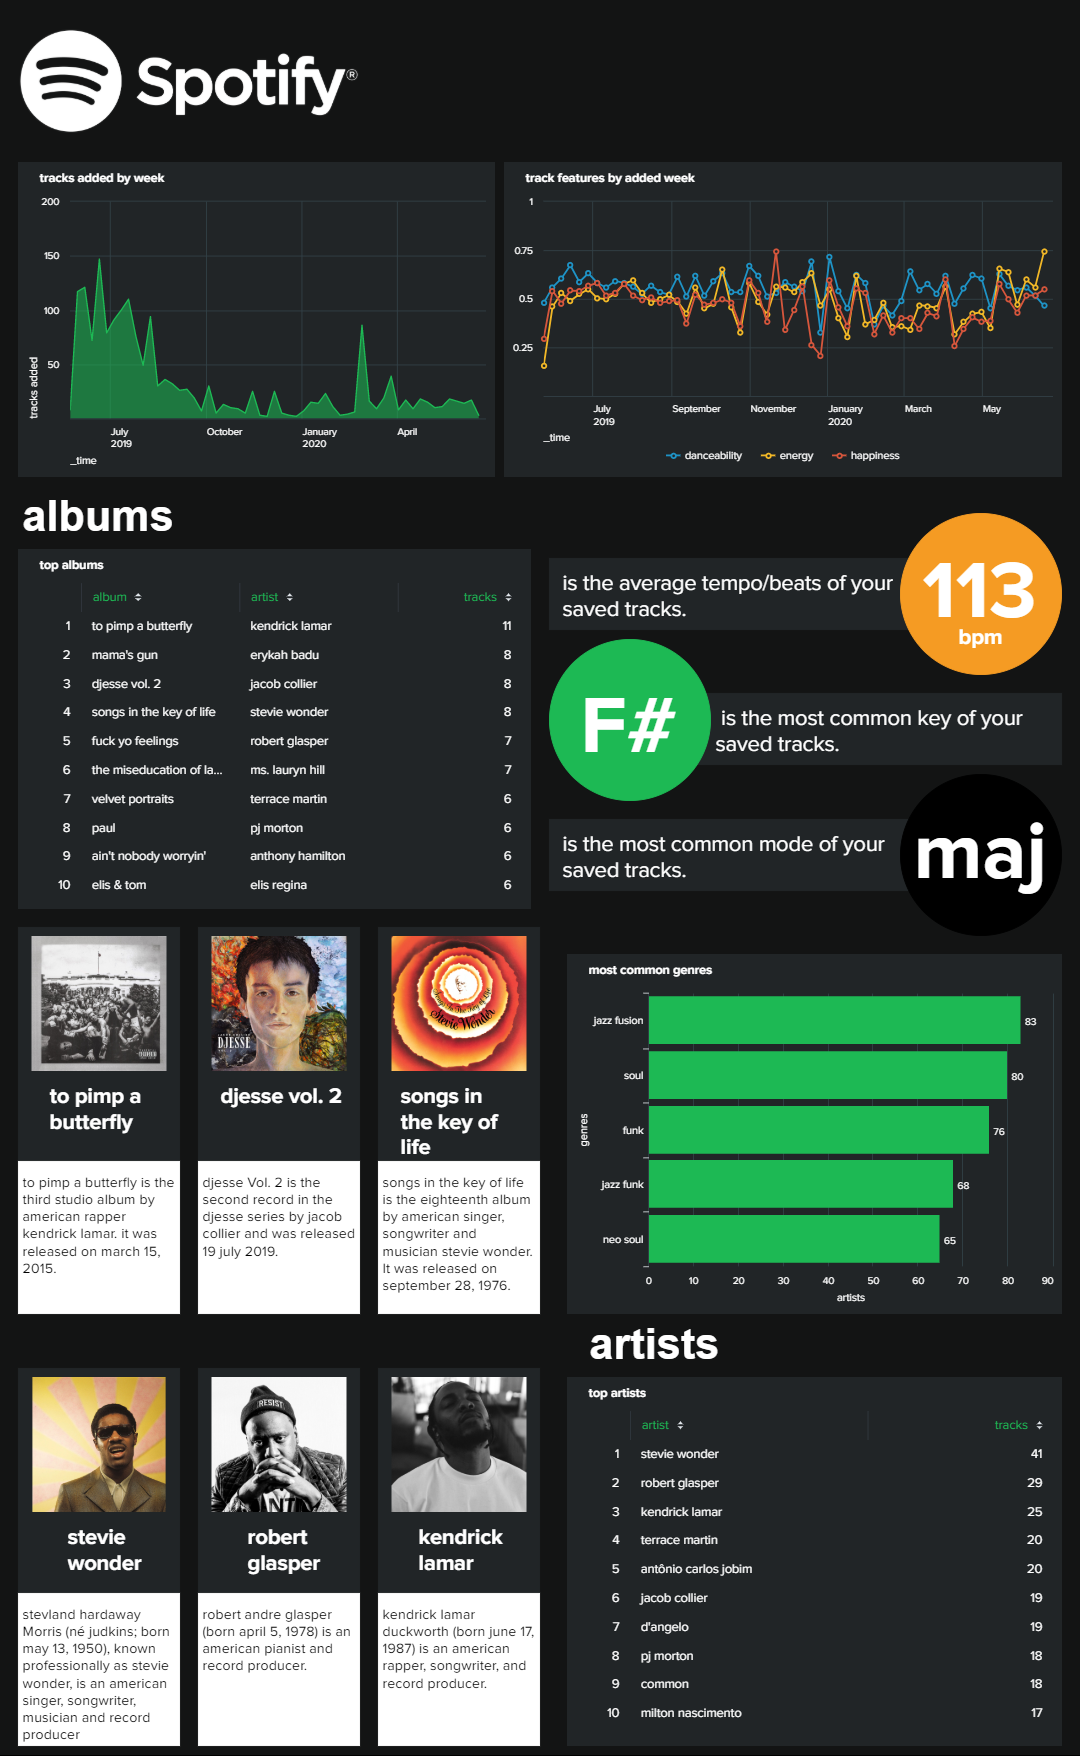 Spotify®
tracks added by week
200
150
100
50
tracks added
July
2019
October
January
2020
April
_time
track features by added week
1
0.75
0.5
0.25
July
2019
September
November
January
2020
March
May
_time
danceability energy happiness
albums
top albums
album artist tracks
1 to pimp a butterfly kendrick lamar 11
2 mama's gun erykah badu 8
3 djesse vol. 2 jacob collier 8
4 songs in the key of life stevie wonder 8
5 fuck yo feelings robert glasper 7
6 the miseducation of la... ms. lauryn hill 7
7 velvet portraits terrace martin 6
8 paul pj morton 6
9 ain't nobody worryin' anthony hamilton 6
10 elis & tom elis regina 6
is the average tempo/beats of your
saved tracks.
113
bpm
F#
is the most common key of your
saved tracks.
is the most common mode of your
saved tracks.
maj
to pimp a
butterfly
to pimp a butterfly is the
third studio album by
american rapper
kendrick lamar. it was
released on march 15,
2015.
DJESSE
djesse vol. 2
djesse Vol. 2 is the
second record in the
djesse series by jacob
collier and was released
19 july 2019.
Songs In The Key of Life
Stevie Wonder
songs in
the key of
life
songs in the key of life
is the eighteenth album
by american singer,
songwriter and
musician stevie wonder.
It was released on
september 28, 1976.
most common genres
genres
jazz fusion 83
soul 80
funk 76
jazz funk 68
neo soul 65
0 10 20 30 40 50 60 70 80 90
artists
artists
stevie
wonder
stevland hardaway
Morris (né judkins; born
may 13, 1950), known
professionally as stevie
wonder, is an american
singer, songwriter,
musician and record
producer
RESIST
robert
glasper
robert andre glasper
(born april 5, 1978) is an
american pianist and
record producer.
kendrick
lamar
kendrick lamar
duckworth (born june 17,
1987) is an american
rapper, songwriter, and
record producer.
top artists
artist tracks
1 stevie wonder 41
2 robert glasper 29
3 kendrick lamar 25
4 terrace martin 20
5 antônio carlos jobim 20
6 jacob collier 19
7 d'angelo 19
8 pj morton 18
9 common 18
10 milton nascimento 17